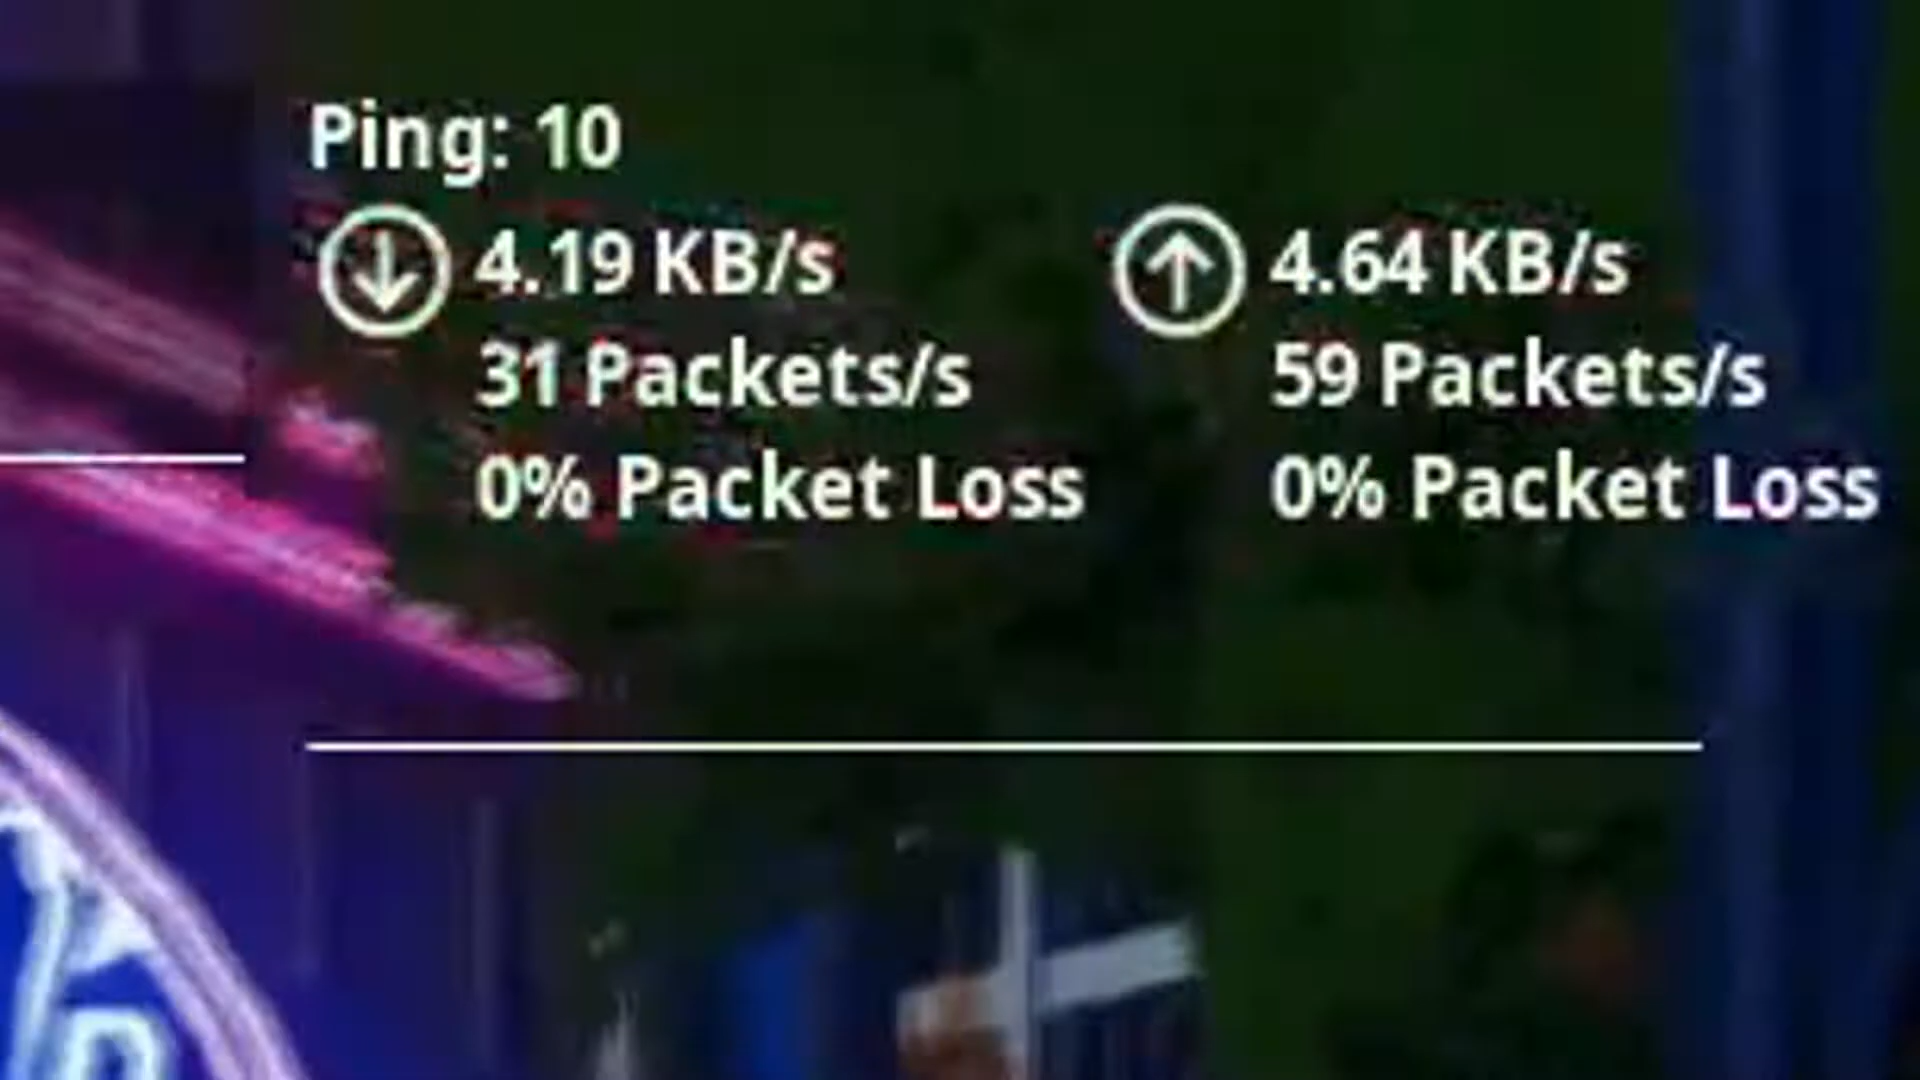 Ping: 10
4.19 KB/s
31 Packets/s
0% Packet Loss
4.64 KB/s
59 Packets/s
0% Packet Loss